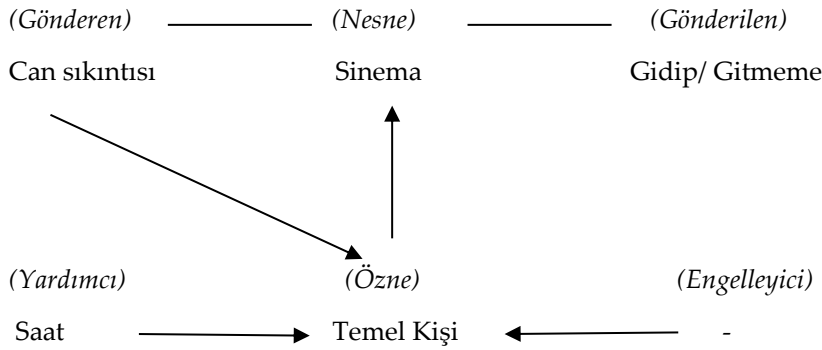 (Gönderen) (Nesne) (Gönderilen)
Can sıkıntısı Sinema Gidip/ Gitmeme
(Yardımcı) (Özne) (Engelleyici)
Saat Temel Kişi -